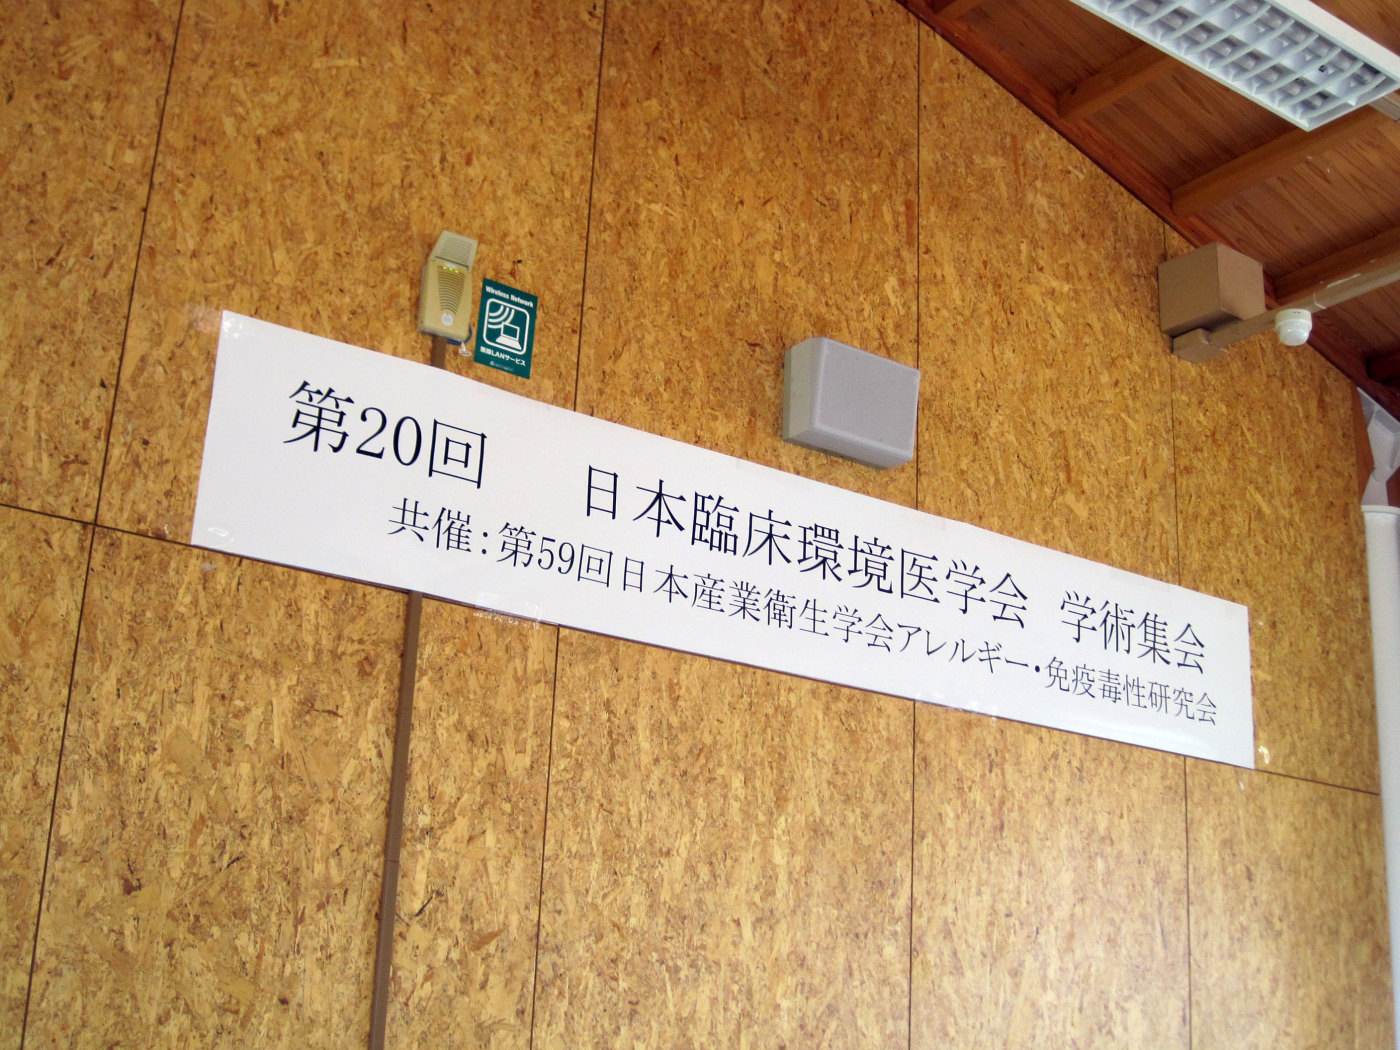 Wireless Network
無線LANサービス
第20回 日本臨床環境医学会 学術集会
共催:第59回日本産業衛生学会アレルギー・免疫毒性研究会